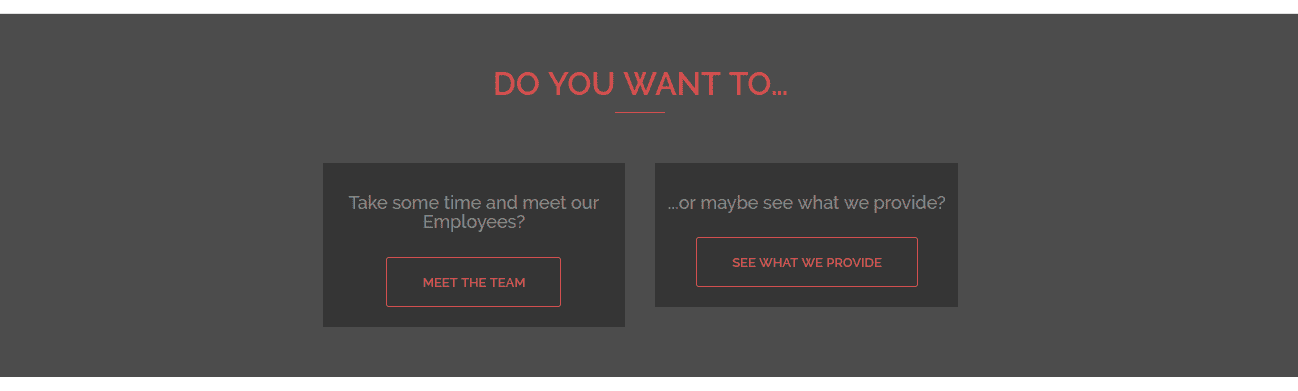 DO YOU WANT TO...
Take some time and meet our
Employees?
MEET THE TEAM
...or maybe see what we provide?
SEE WHAT WE PROVIDE